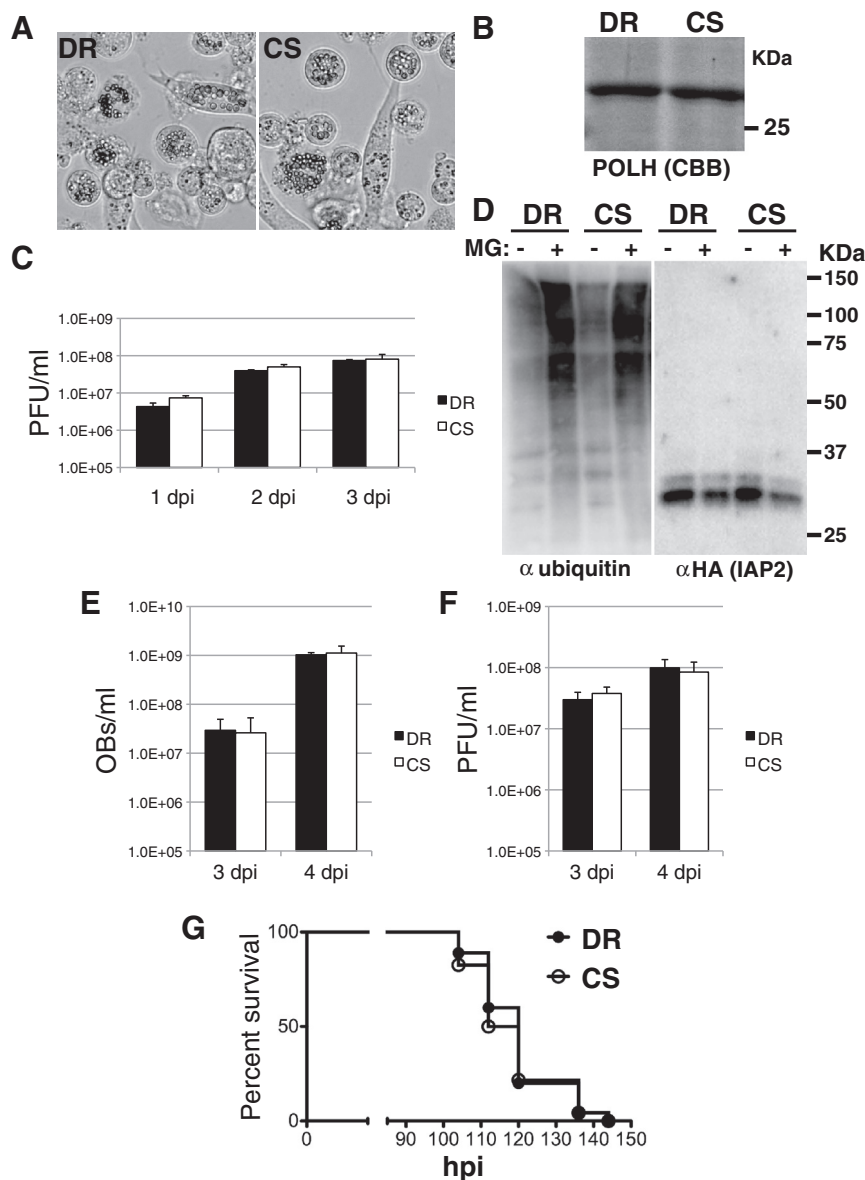 A
DR
CS
B
DR CS
KDa
25
POLH (CBB)
C
PFU/ml
1.0E+09
1.0E+08
1.0E+07
1.0E+06
1.0E+05
1 dpi 2 dpi 3 dpi
DR
CS
D
DR CS DR CS
MG: - + - + - + - + KDa
150
100
75
50
37
25
α ubiquitin
αHA (IAP2)
E
OBs/ml
1.0E+10
1.0E+09
1.0E+08
1.0E+07
1.0E+06
1.0E+05
3 dpi 4 dpi
DR
CS
F
PFU/ml
1.0E+09
1.0E+08
1.0E+07
1.0E+06
1.0E+05
3 dpi 4 dpi
DR
CS
G
Percent survival
100
50
0
0 90 100 110 120 130 140 150
hpi
DR
CS